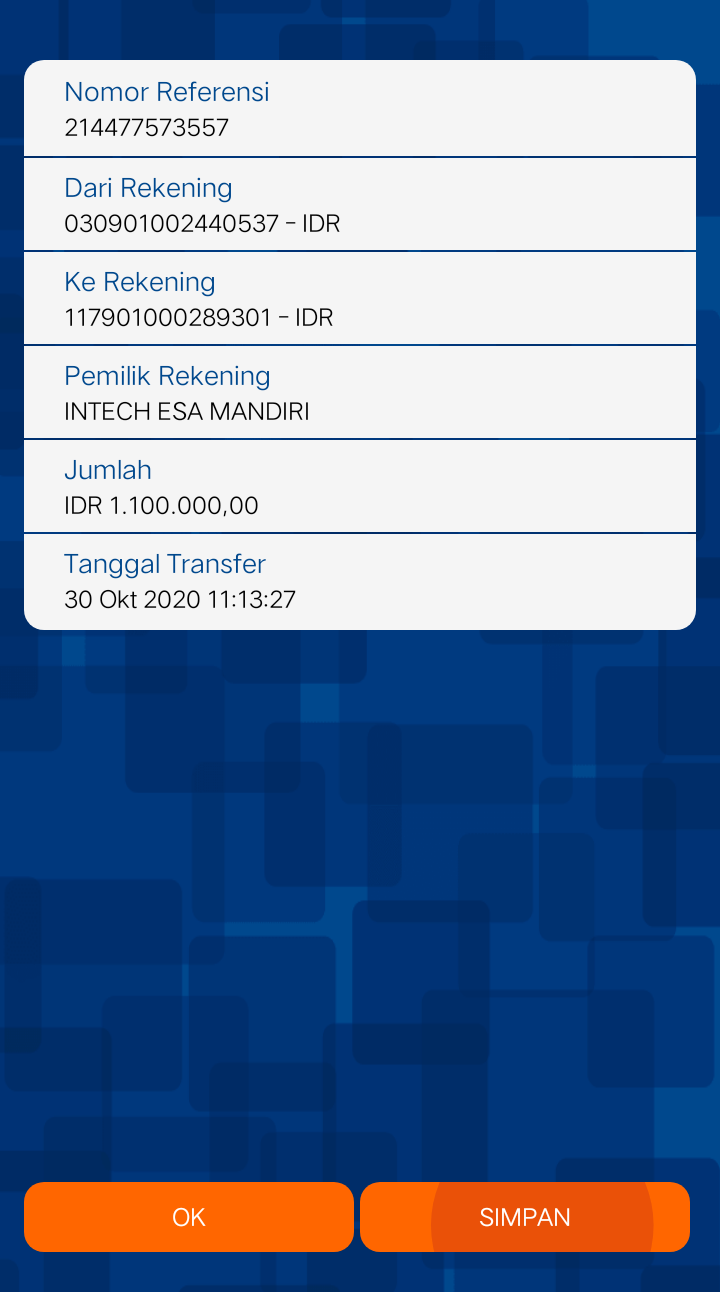 Nomor Referensi
214477573557
Dari Rekening
030901002440537 - IDR
Ke Rekening
117901000289301 - IDR
Pemilik Rekening
INTECH ESA MANDIRI
Jumlah
IDR 1.100.000,00
Tanggal Transfer
30 Okt 2020 11:13:27
OK
SIMPAN